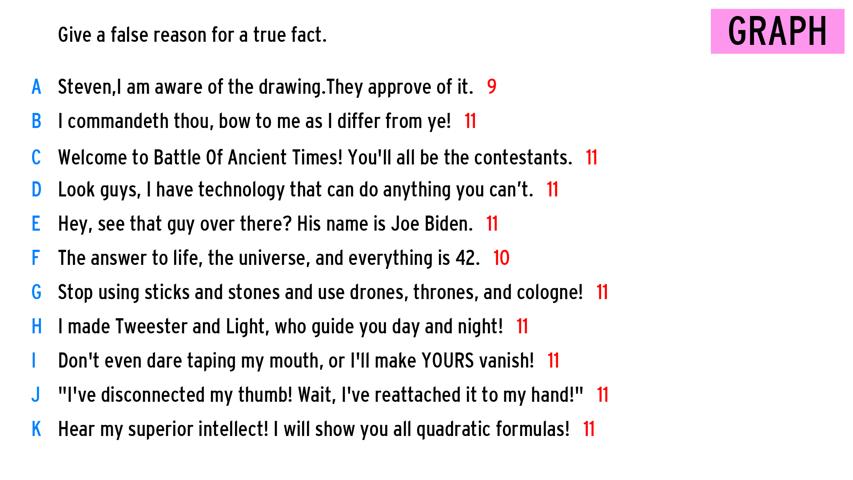 Give a false reason for a true fact.
GRAPH
A Steven,I am aware of the drawing.They approve of it. 9
B I commandeth thou, bow to me as I differ from ye! 11
C Welcome to Battle Of Ancient Times! You'll all be the contestants. 11
D Look guys, I have technology that can do anything you can't. 11
E Hey, see that guy over there? His name is Joe Biden. 11
F The answer to life, the universe, and everything is 42. 10
G Stop using sticks and stones and use drones, thrones, and cologne! 11
H I made Tweester and Light, who guide you day and night! 11
I Don't even dare taping my mouth, or I'll make YOURS vanish! 11
J "I've disconnected my thumb! Wait, I've reattached it to my hand!" 11
K Hear my superior intellect! I will show you all quadratic formulas! 11